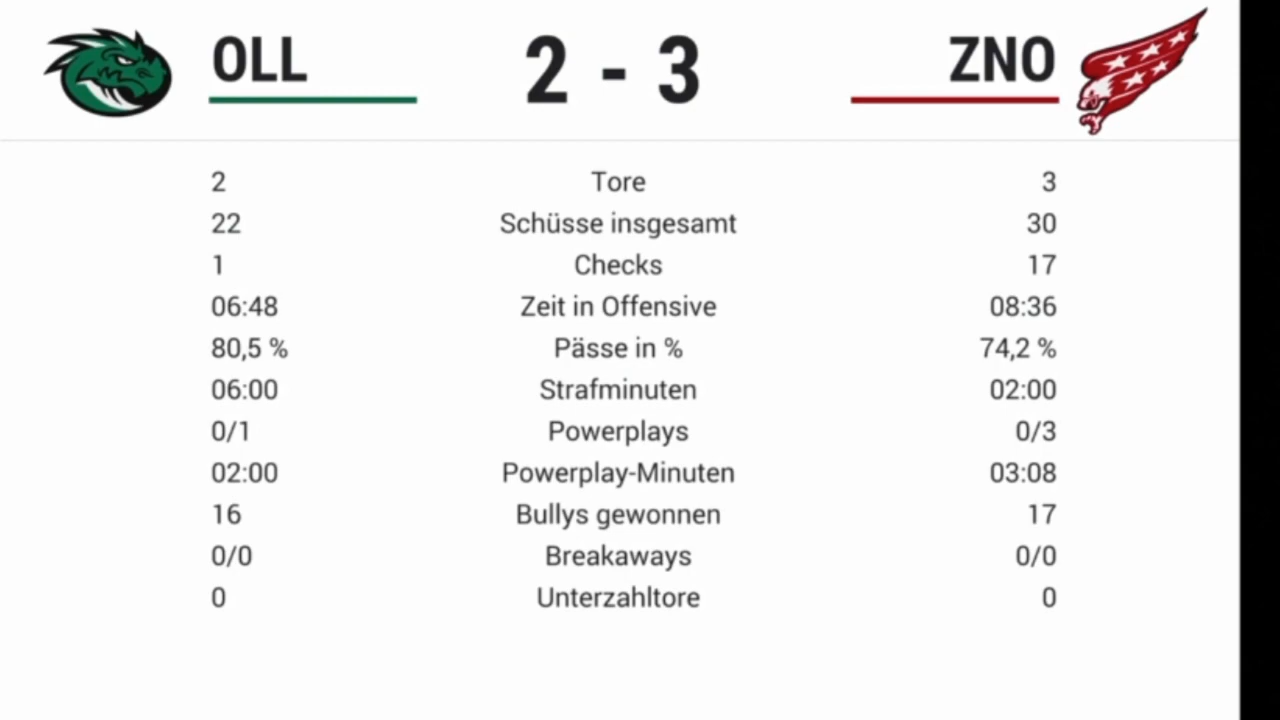 OLL 2 - 3 ZNO
2 Tore 3
22 Schüsse insgesamt 30
1 Checks 17
06:48 Zeit in Offensive 08:36
80,5 % Pässe in % 74,2 %
06:00 Strafminuten 02:00
0/1 Powerplays 0/3
02:00 Powerplay-Minuten 03:08
16 Bullys gewonnen 17
0/0 Breakaways 0/0
0 Unterzahltore 0